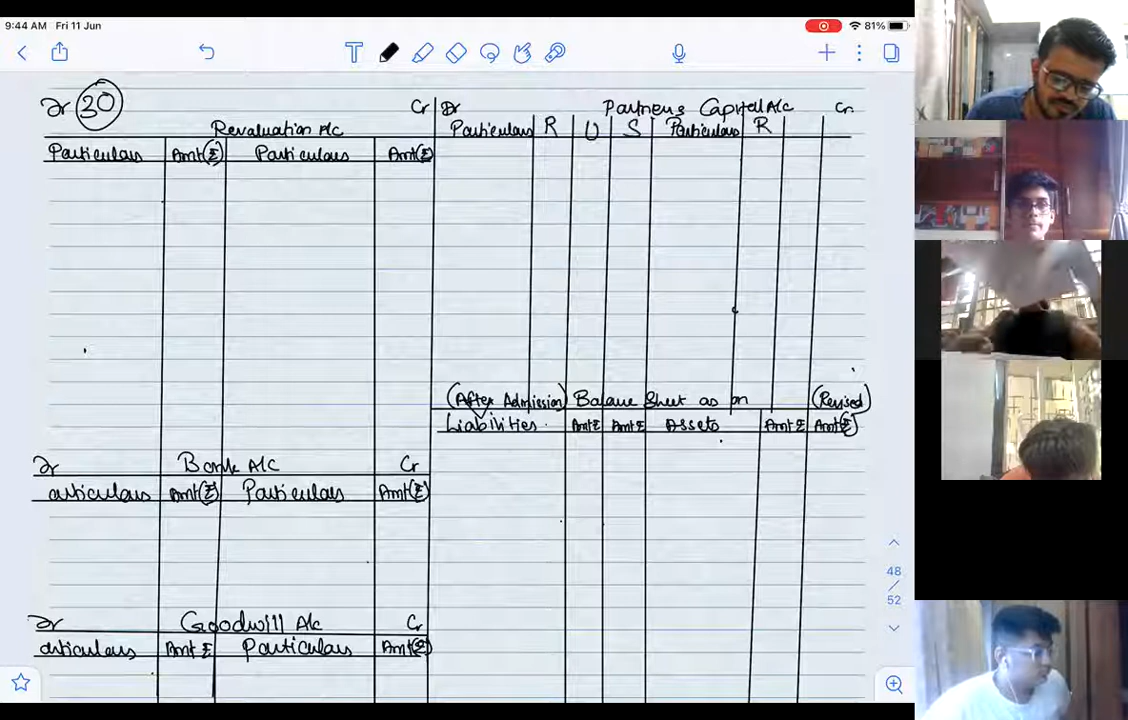 9:44 AM Fri 11 Jun
81%
T
Dr 30 Cr
Revaluation A/c
Particulars Amt(₹) Particulars Amt(₹)
Dr Partners Capital A/c Cr
Particulars R U S Particulars R
(After Admission) Balance Sheet as on (Revised)
Liabilities Amt ₹ Amt ₹ Assets Amt ₹ Amt ₹
Dr Bank A/c Cr
articulars Amt(₹) Particulars Amt(₹)
Dr Goodwill A/c Cr
articulars Amt ₹ Particulars Amt(₹)
48
/
52